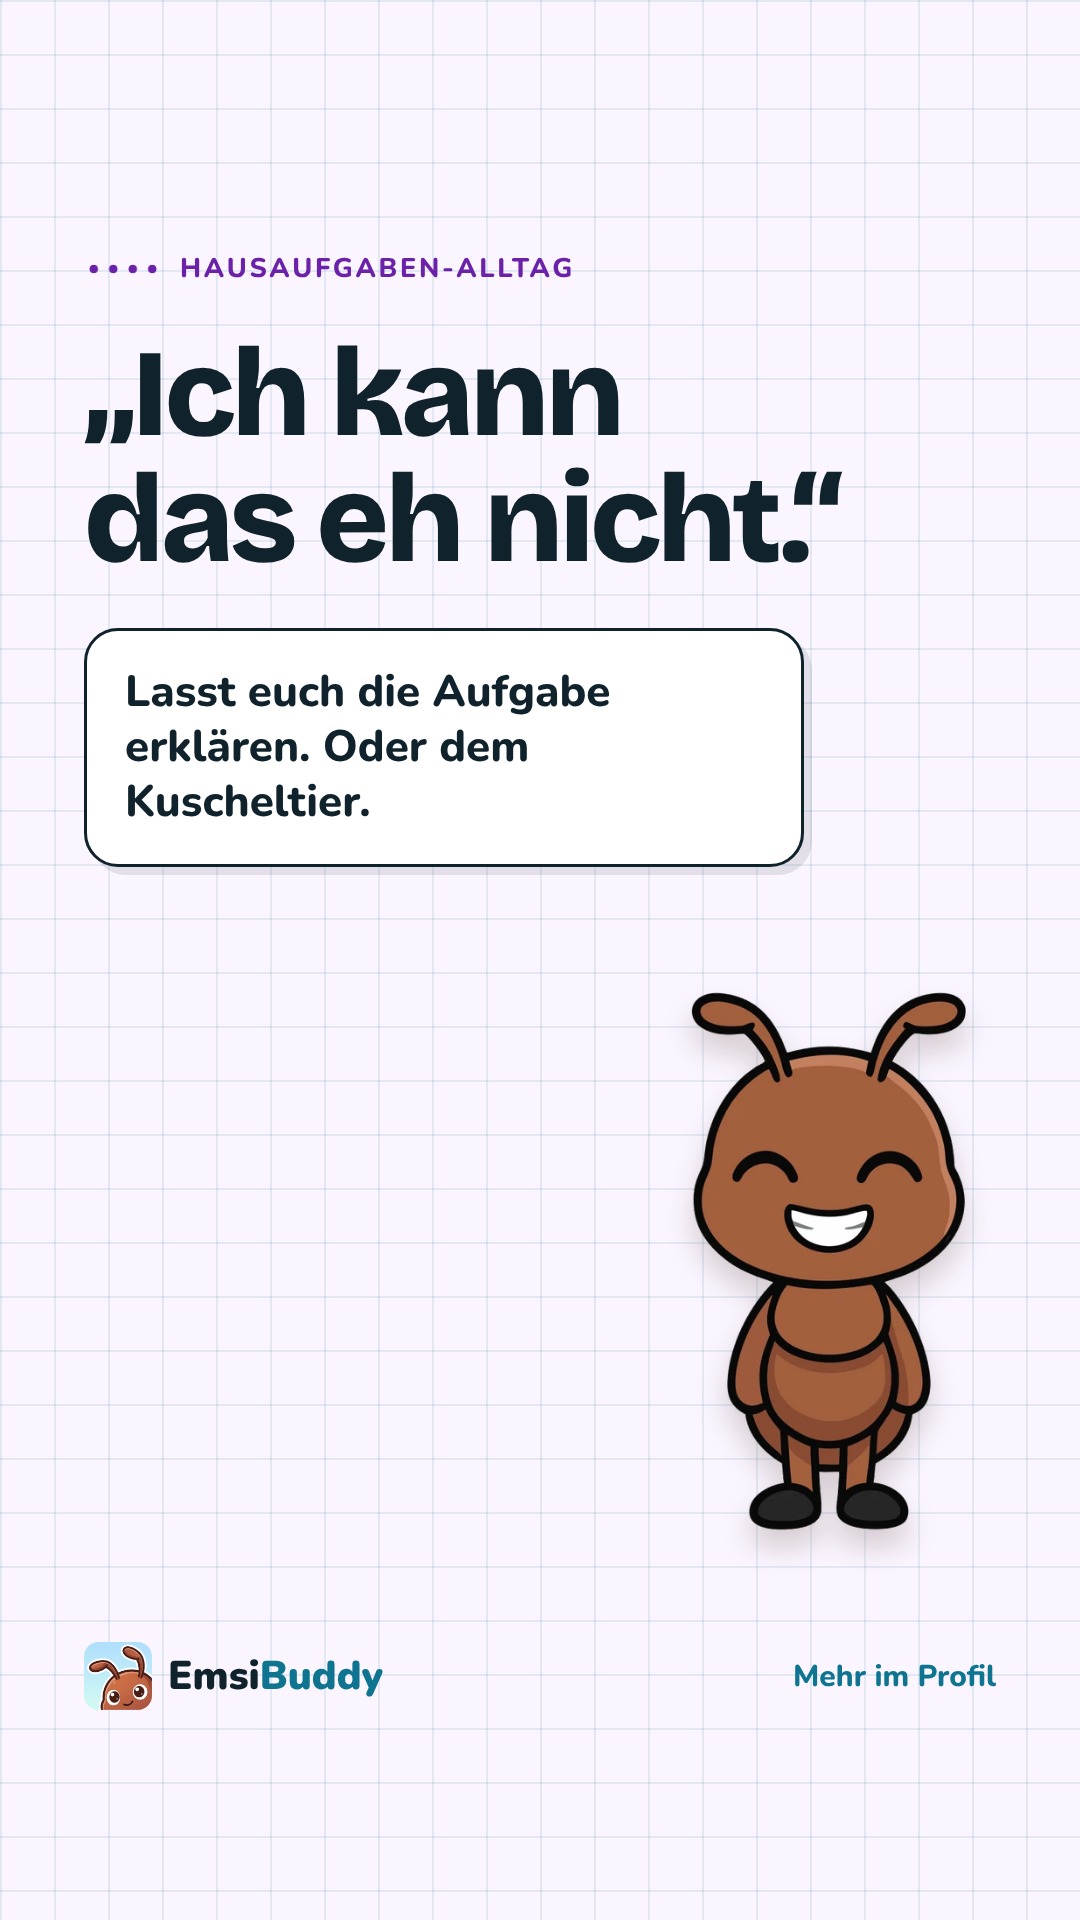 HAUSAUFGABEN-ALLTAG
„Ich kann
das eh nicht.“
Lasst euch die Aufgabe
erklären. Oder dem
Kuscheltier.
EmsiBuddy
Mehr im Profil